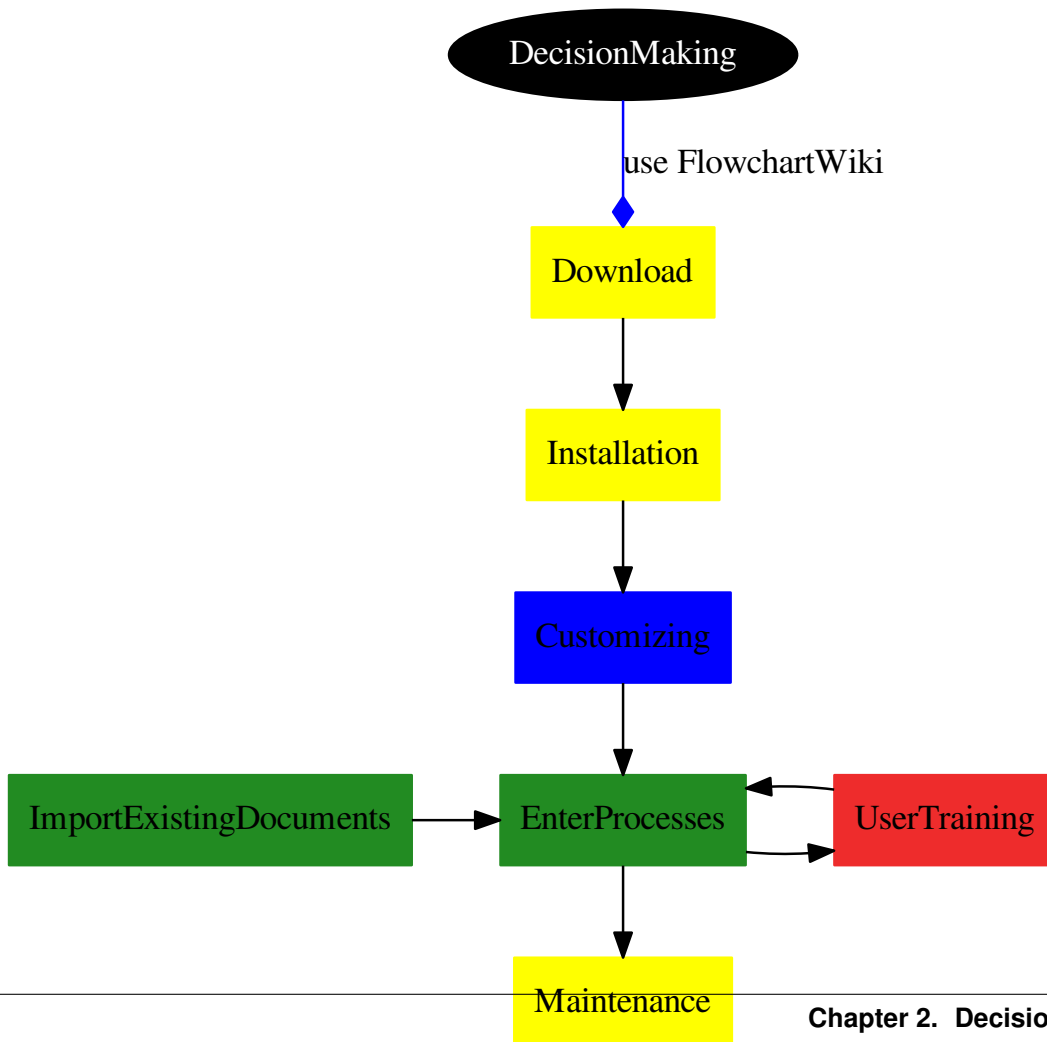 DecisionMaking
use FlowchartWiki
Download
Installation
Customizing
ImportExistingDocuments
EnterProcesses
UserTraining
Maintenance
Chapter 2. Decisio